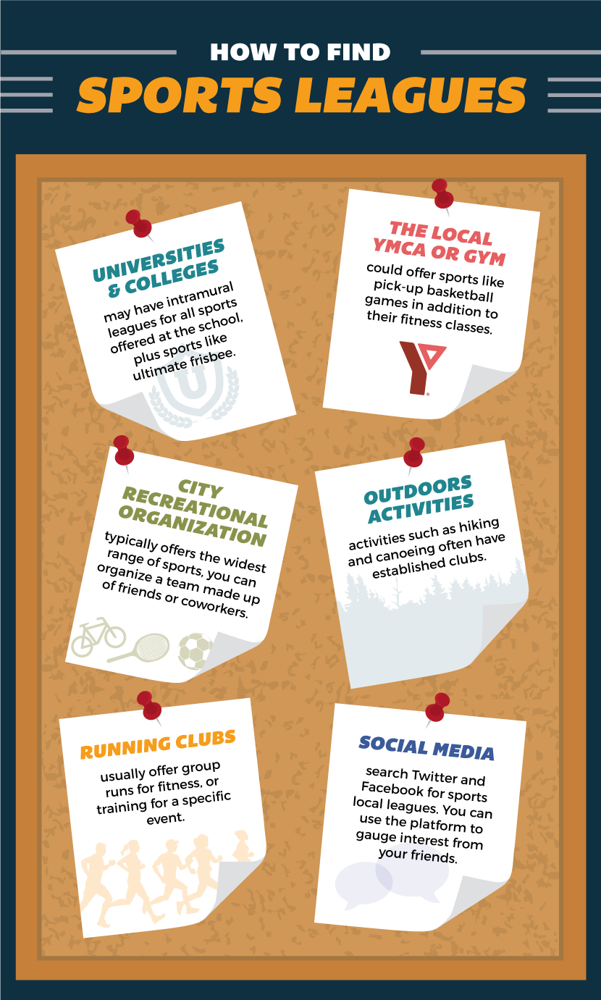 HOW TO FIND
SPORTS LEAGUES
UNIVERSITIES
& COLLEGES
may have intramural
leagues for all sports
offered at the school,
plus sports like
ultimate frisbee.
U
THE LOCAL
YMCA OR GYM
could offer sports like
pick-up basketball
games in addition to
their fitness classes.
Y®
CITY
RECREATIONAL
ORGANIZATION
typically offers the widest
range of sports, you can
organize a team made up
of friends or coworkers.
OUTDOORS
ACTIVITIES
activities such as hiking
and canoeing often have
established clubs.
RUNNING CLUBS
usually offer group
runs for fitness, or
training for a specific
event.
SOCIAL MEDIA
search Twitter and
Facebook for sports
local leagues. You can
use the platform to
gauge interest from
your friends.